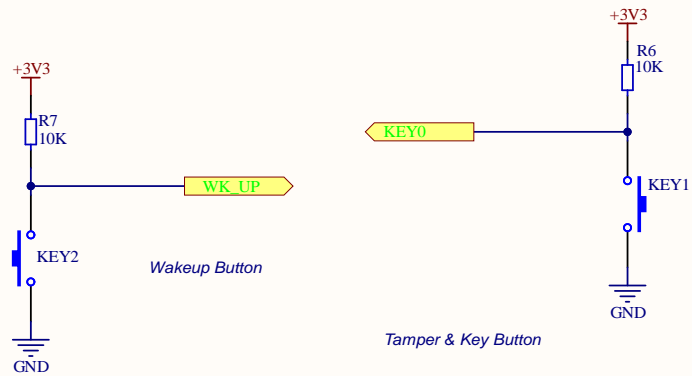 +3V3
R7
10K
WK_UP
KEY2
Wakeup Button
GND
+3V3
R6
10K
KEY0
KEY1
GND
Tamper & Key Button